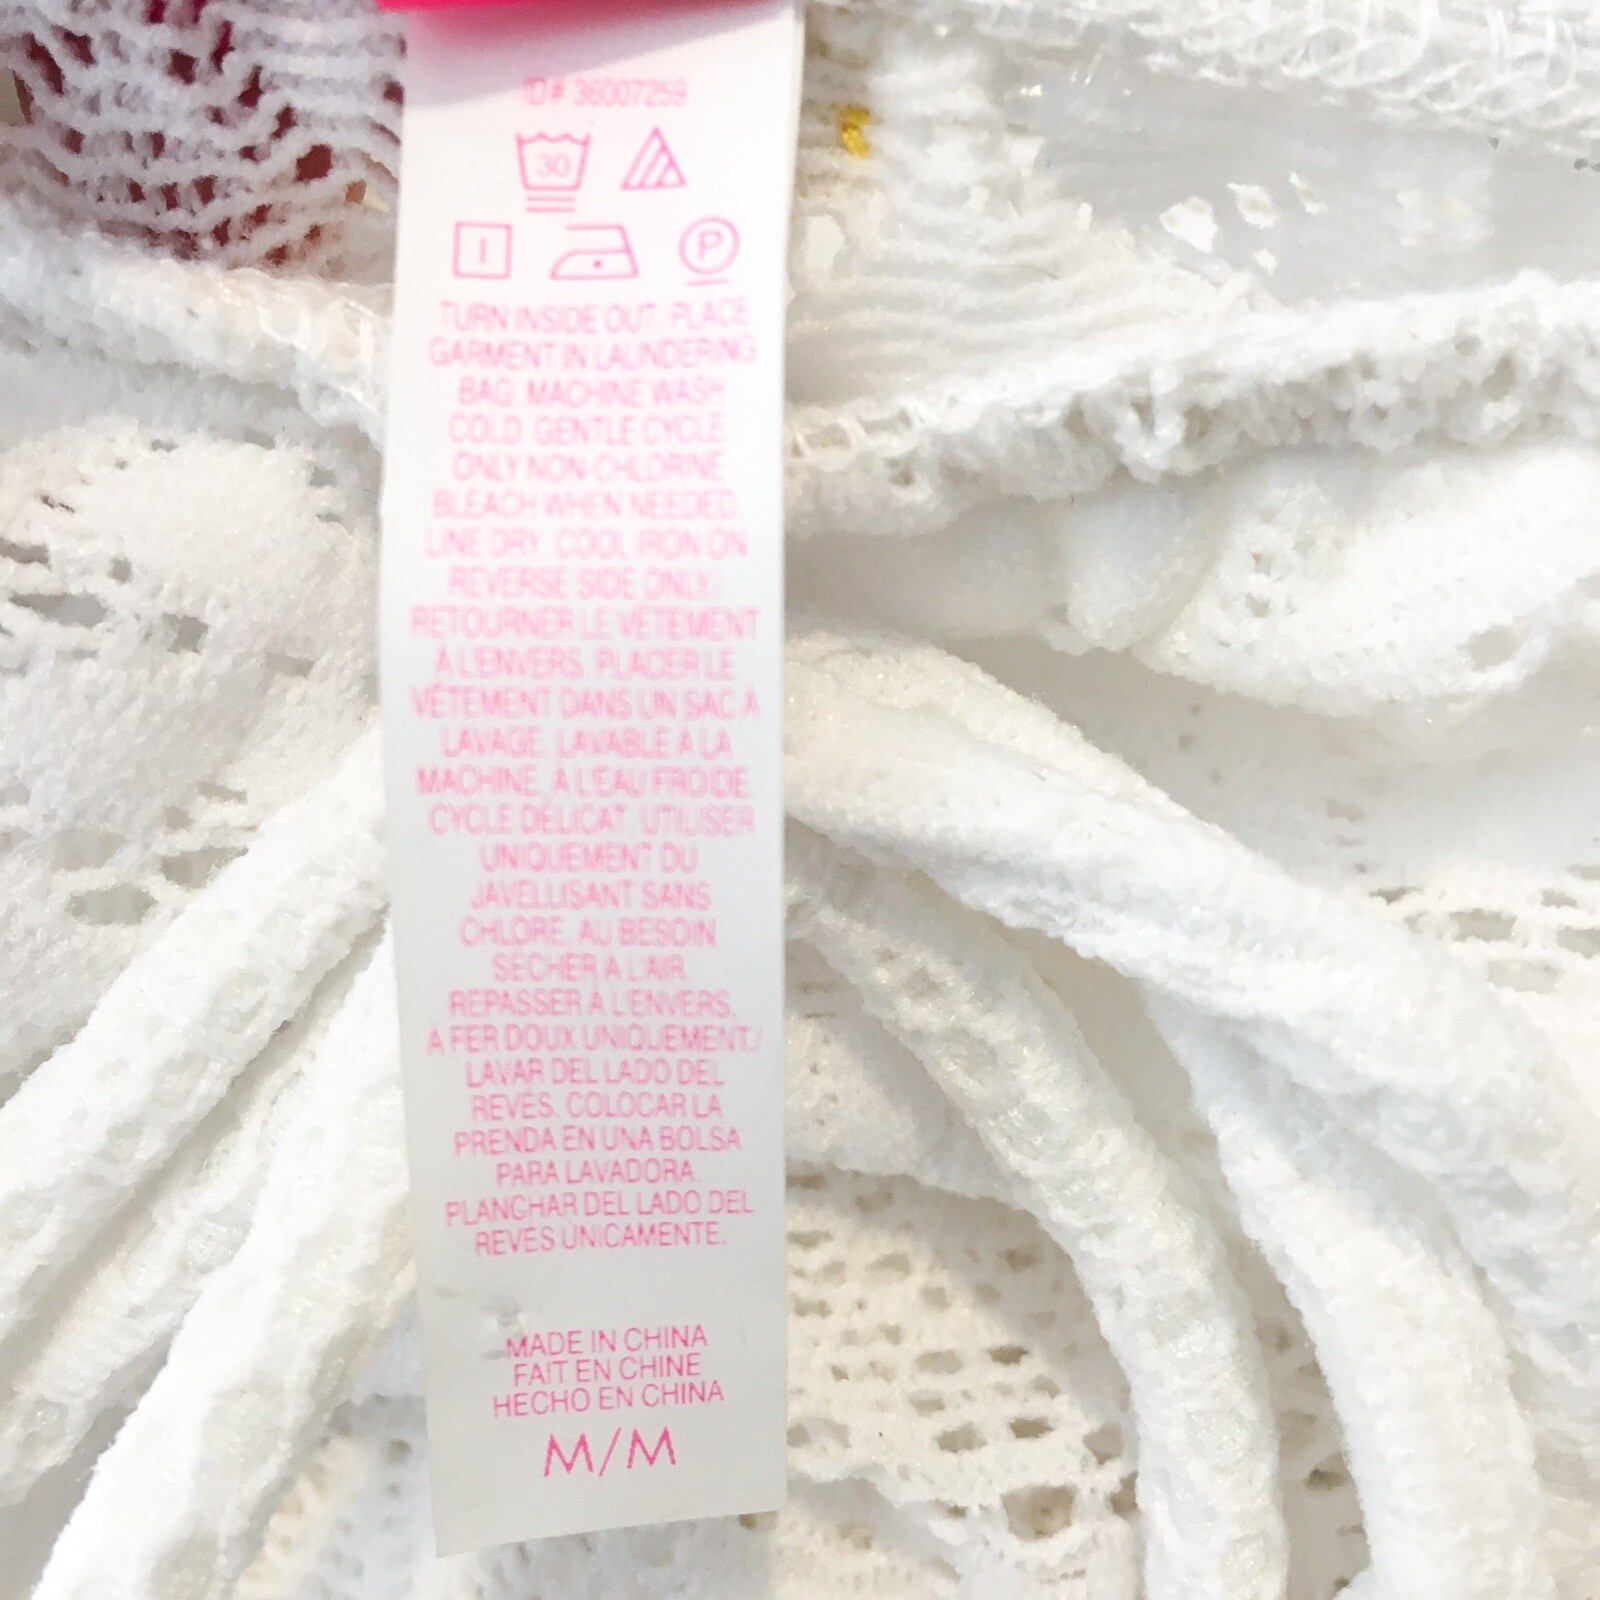 ID# 36007259
30
P
TURN INSIDE OUT. PLACE
GARMENT IN LAUNDERING
BAG. MACHINE WASH
COLD. GENTLE CYCLE.
ONLY NON-CHLORINE
BLEACH WHEN NEEDED.
LINE DRY. COOL IRON ON
REVERSE SIDE ONLY./
RETOURNER LE VÊTEMENT
À L'ENVERS. PLACER LE
VÊTEMENT DANS UN SAC À
LAVAGE. LAVABLE À LA
MACHINE, À L'EAU FROIDE.
CYCLE DÉLICAT. UTILISER
UNIQUEMENT DU
JAVELLISANT SANS
CHLORE, AU BESOIN.
SÉCHER À L'AIR.
REPASSER À L'ENVERS,
À FER DOUX UNIQUEMENT./
LAVAR DEL LADO DEL
REVÉS. COLOCAR LA
PRENDA EN UNA BOLSA
PARA LAVADORA.
PLANCHAR DEL LADO DEL
REVÉS ÚNICAMENTE.
MADE IN CHINA
FAIT EN CHINE
HECHO EN CHINA
M/M